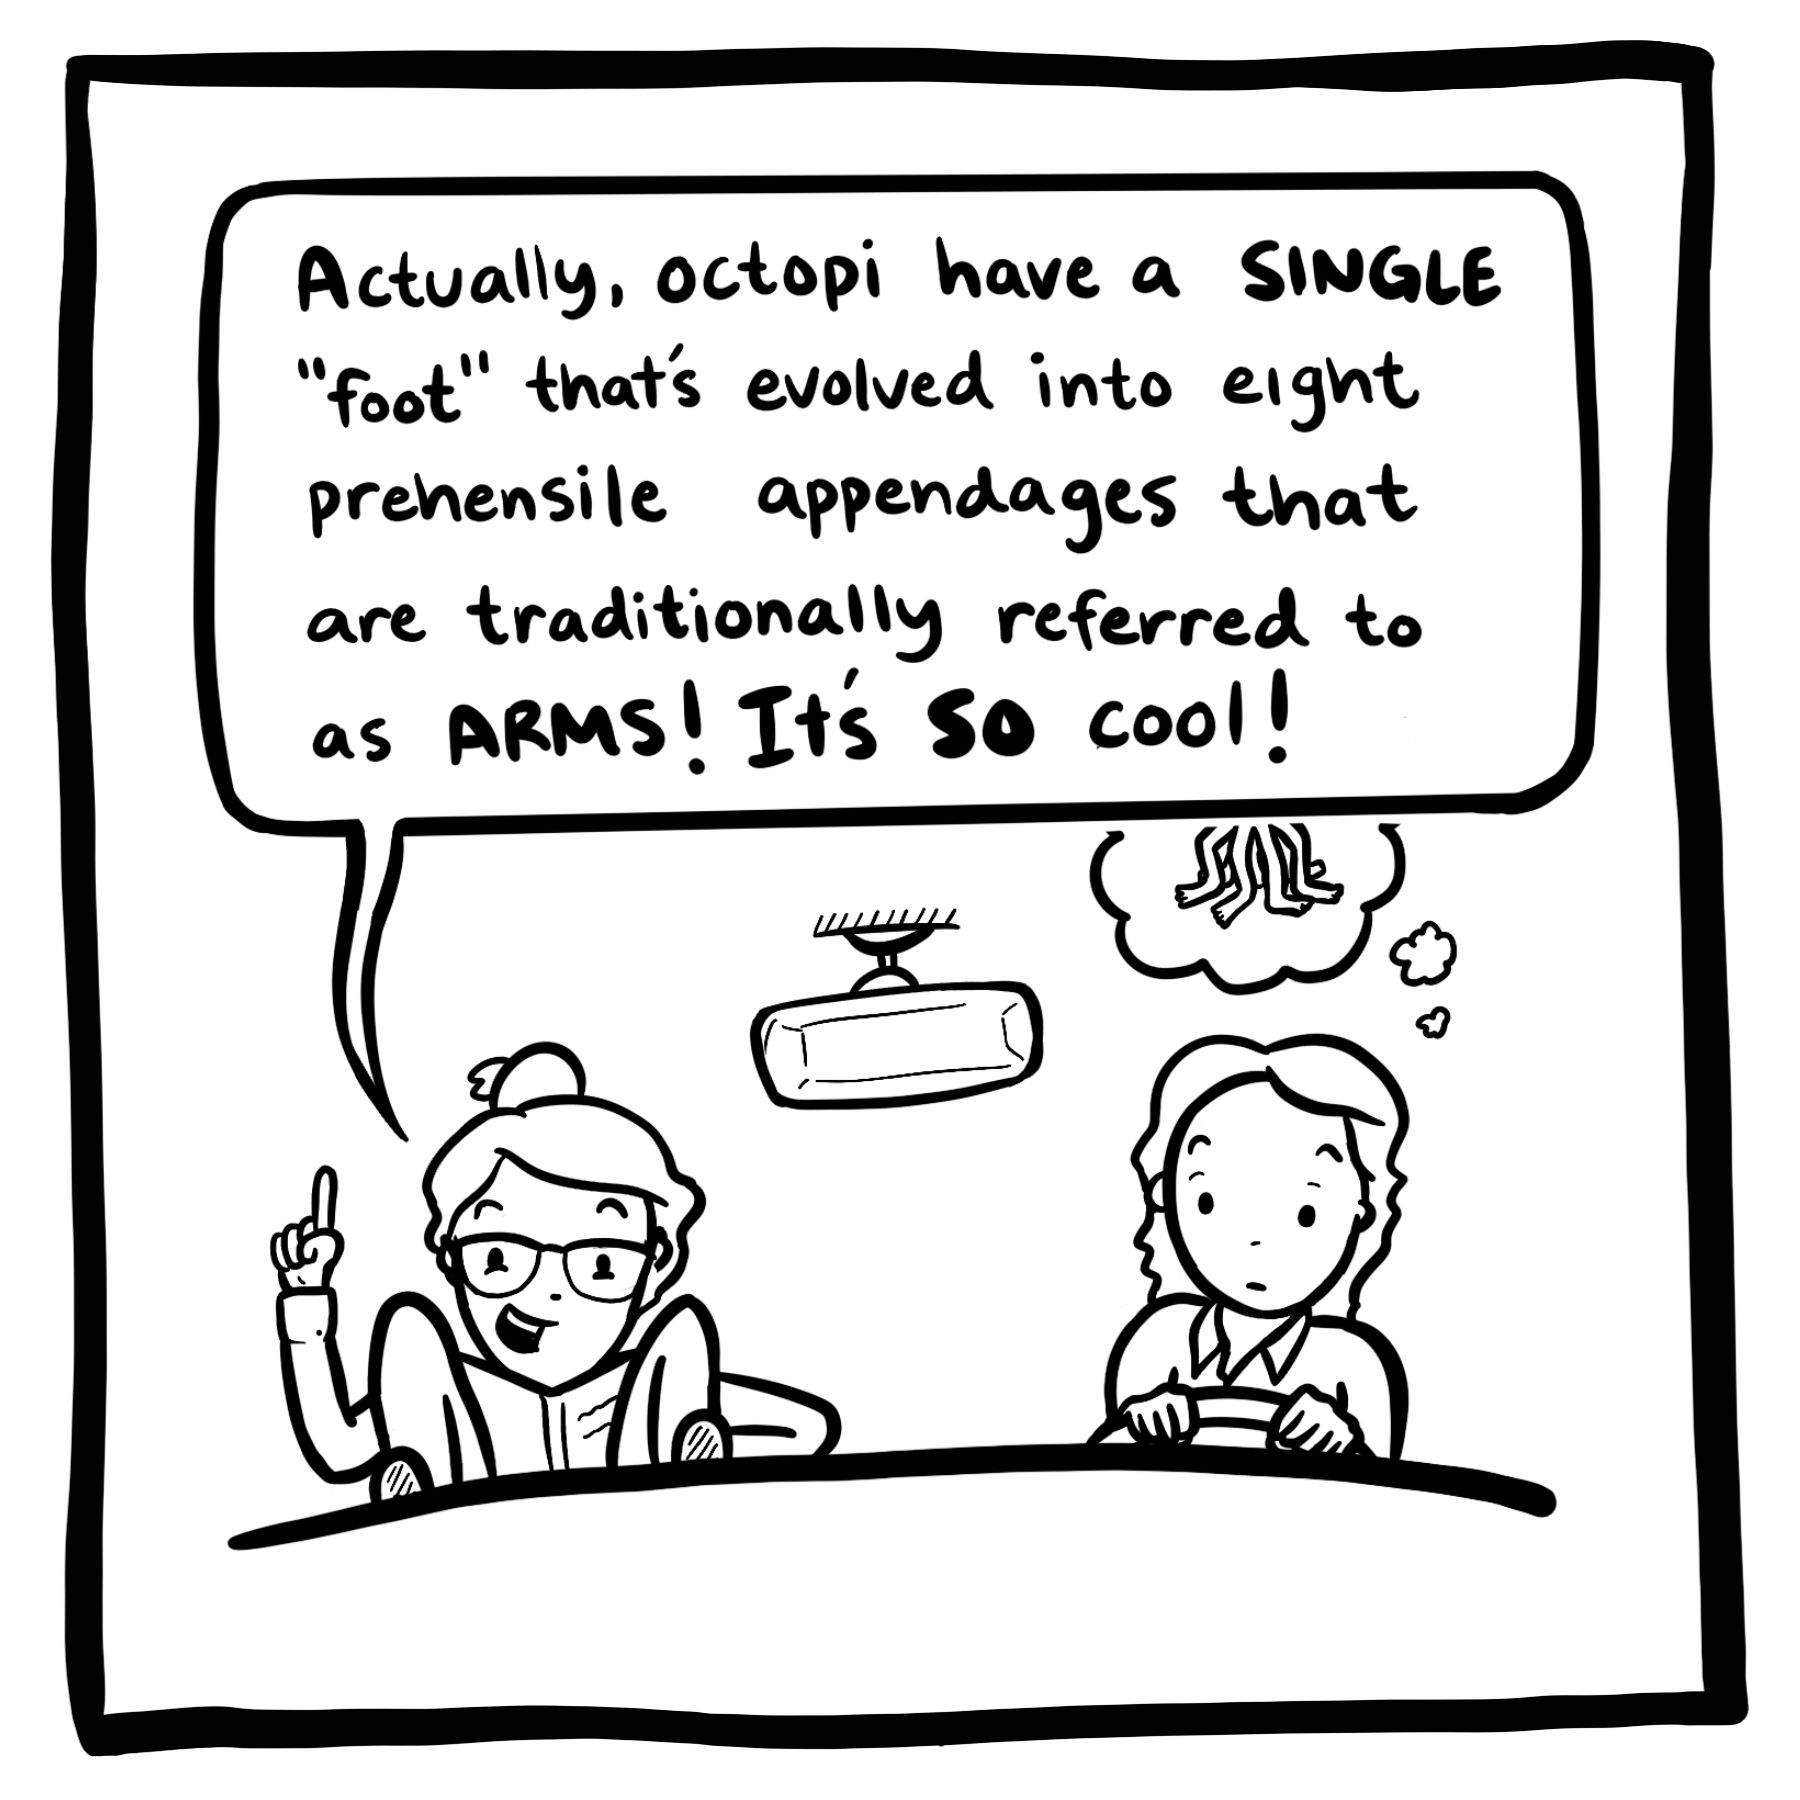 Actually, octopi have a SINGLE
"foot" that's evolved into eight
prehensile appendages that
are traditionally referred to
as ARMS! It's SO cool!